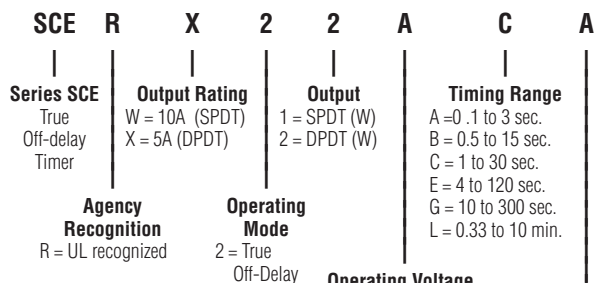 SCE R X 2 2 A C A
Series SCE
True
Off-delay
Timer
Output Rating
W = 10A (SPDT)
X = 5A (DPDT)
Output
1 = SPDT (W)
2 = DPDT (W)
Timing Range
A =0 .1 to 3 sec.
B = 0.5 to 15 sec.
C = 1 to 30 sec.
E = 4 to 120 sec.
G = 10 to 300 sec.
L = 0.33 to 10 min.
Agency
Recognition
R = UL recognized
Operating
Mode
2 = True
Off-Delay
Operating Voltage